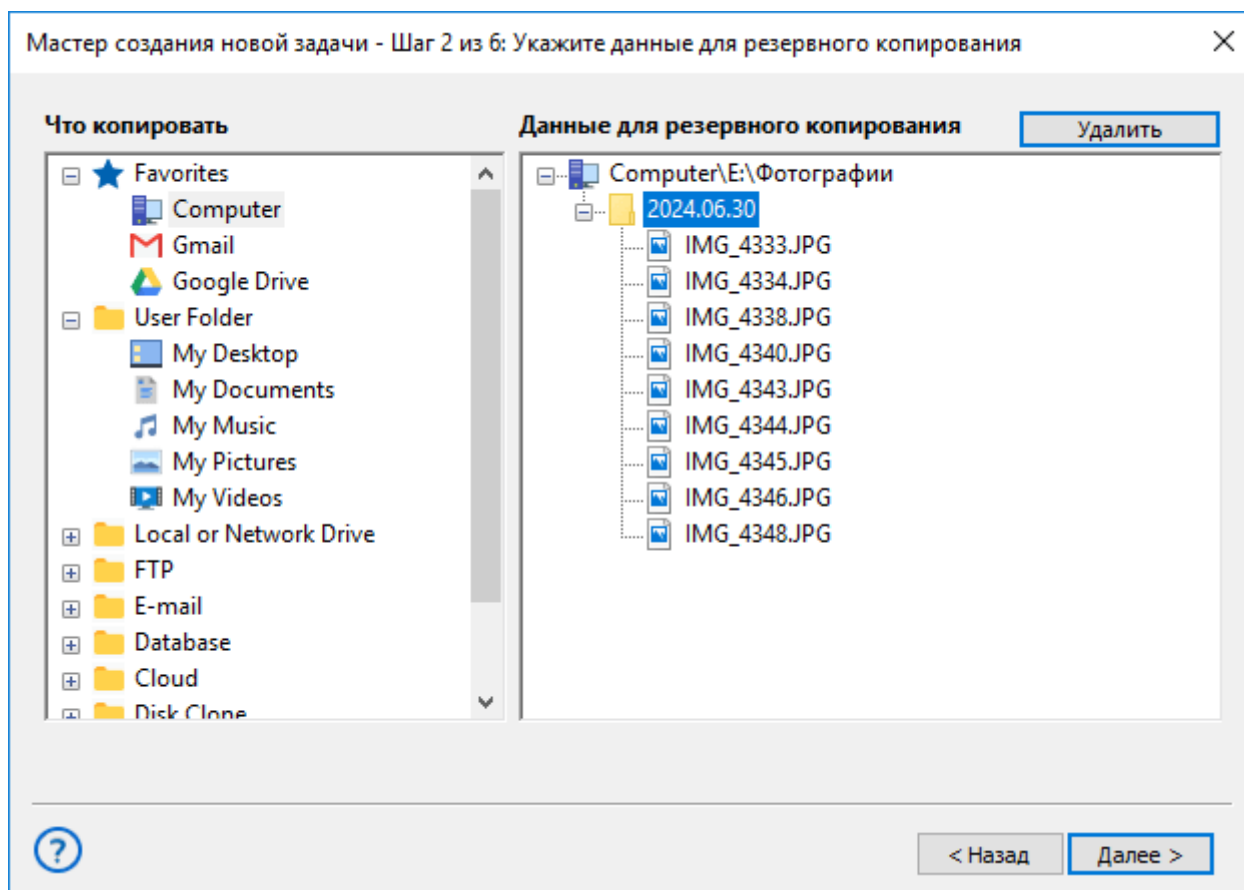 Мастер создания новой задачи - Шаг 2 из 6: Укажите данные для резервного копирования
Что копировать
Favorites
Computer
Gmail
Google Drive
User Folder
My Desktop
My Documents
My Music
My Pictures
My Videos
Local or Network Drive
FTP
E-mail
Database
Cloud
Disk Clone
Данные для резервного копирования
Удалить
Computer\E:\Фотографии
2024.06.30
IMG_4333.JPG
IMG_4334.JPG
IMG_4338.JPG
IMG_4340.JPG
IMG_4343.JPG
IMG_4344.JPG
IMG_4345.JPG
IMG_4346.JPG
IMG_4348.JPG
?
< Назад
Далее >